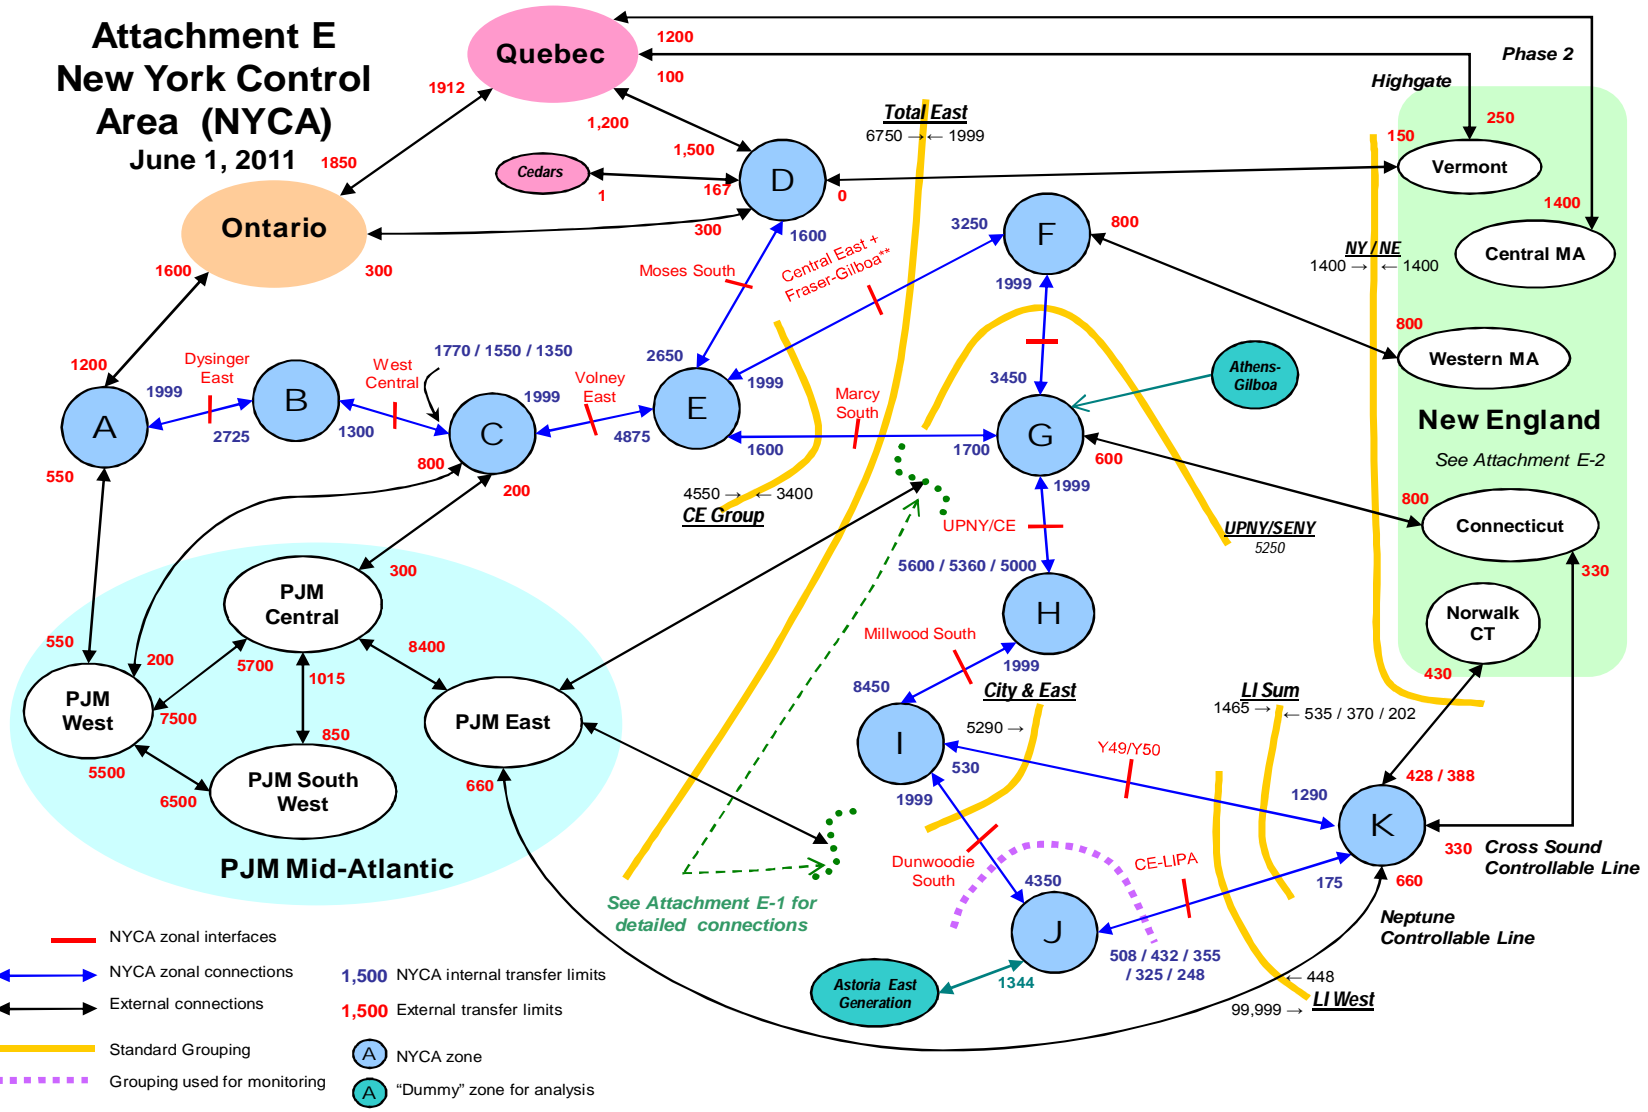 Attachment E
New York Control
Area (NYCA)
June 1, 2011
Quebec
1200
100
1912
1,200
1,500
1850
Ontario
1600
300
300
Cedars
1
167
D
0
1600
Total East
6750 →← 1999
Phase 2
Highgate
250
150
Vermont
1400
Central MA
NY / NE
1400 → ← 1400
800
Western MA
New England
See Attachment E-2
800
Connecticut
330
Norwalk
CT
430
3250
F
800
1999
Moses South
Central East +
Fraser-Gilboa**
1200
A
1999
Dysinger
East
2725
B
West
Central
1300
1770 / 1550 / 1350
C
1999
Volney
East
4875
2650
E
1999
1600
Marcy
South
1700
3450
G
600
1999
Athens-
Gilboa
550
800
200
4550 → ← 3400
CE Group
UPNY/CE
UPNY/SENY
5250
5600 / 5360 / 5000
H
Millwood South
1999
8450
I
530
1999
City & East
5290 →
LI Sum
1465 → ← 535 / 370 / 202
Y49/Y50
1290
K
428 / 388
330
Cross Sound
Controllable Line
175
660
Neptune
Controllable Line
Dunwoodie
South
CE-LIPA
4350
J
508 / 432 / 355
/ 325 / 248
1344
Astoria East
Generation
← 448
99,999 →
LI West
PJM
Central
300
550
200
5700
1015
8400
PJM
West
7500
850
PJM East
660
5500
6500
PJM South
West
PJM Mid-Atlantic
See Attachment E-1 for
detailed connections
NYCA zonal interfaces
NYCA zonal connections
External connections
Standard Grouping
Grouping used for monitoring
1,500 NYCA internal transfer limits
1,500 External transfer limits
A NYCA zone
A "Dummy" zone for analysis